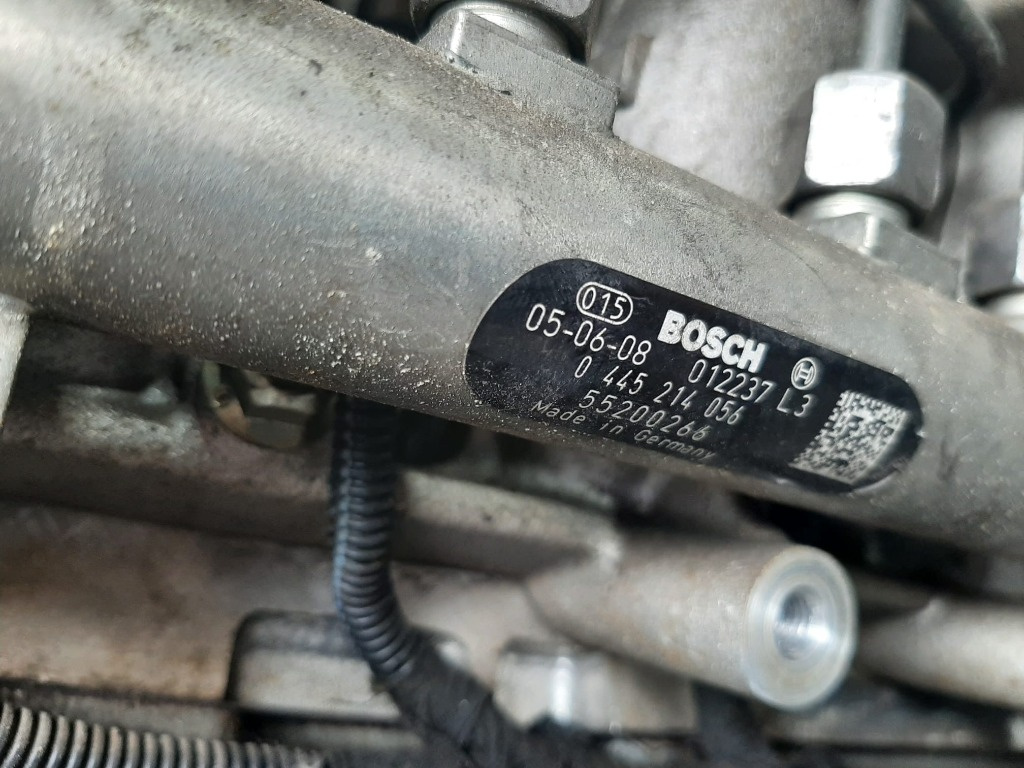 015
05-06-08 BOSCH
012237 L3
0 445 214 056
55200266
Made in Germany